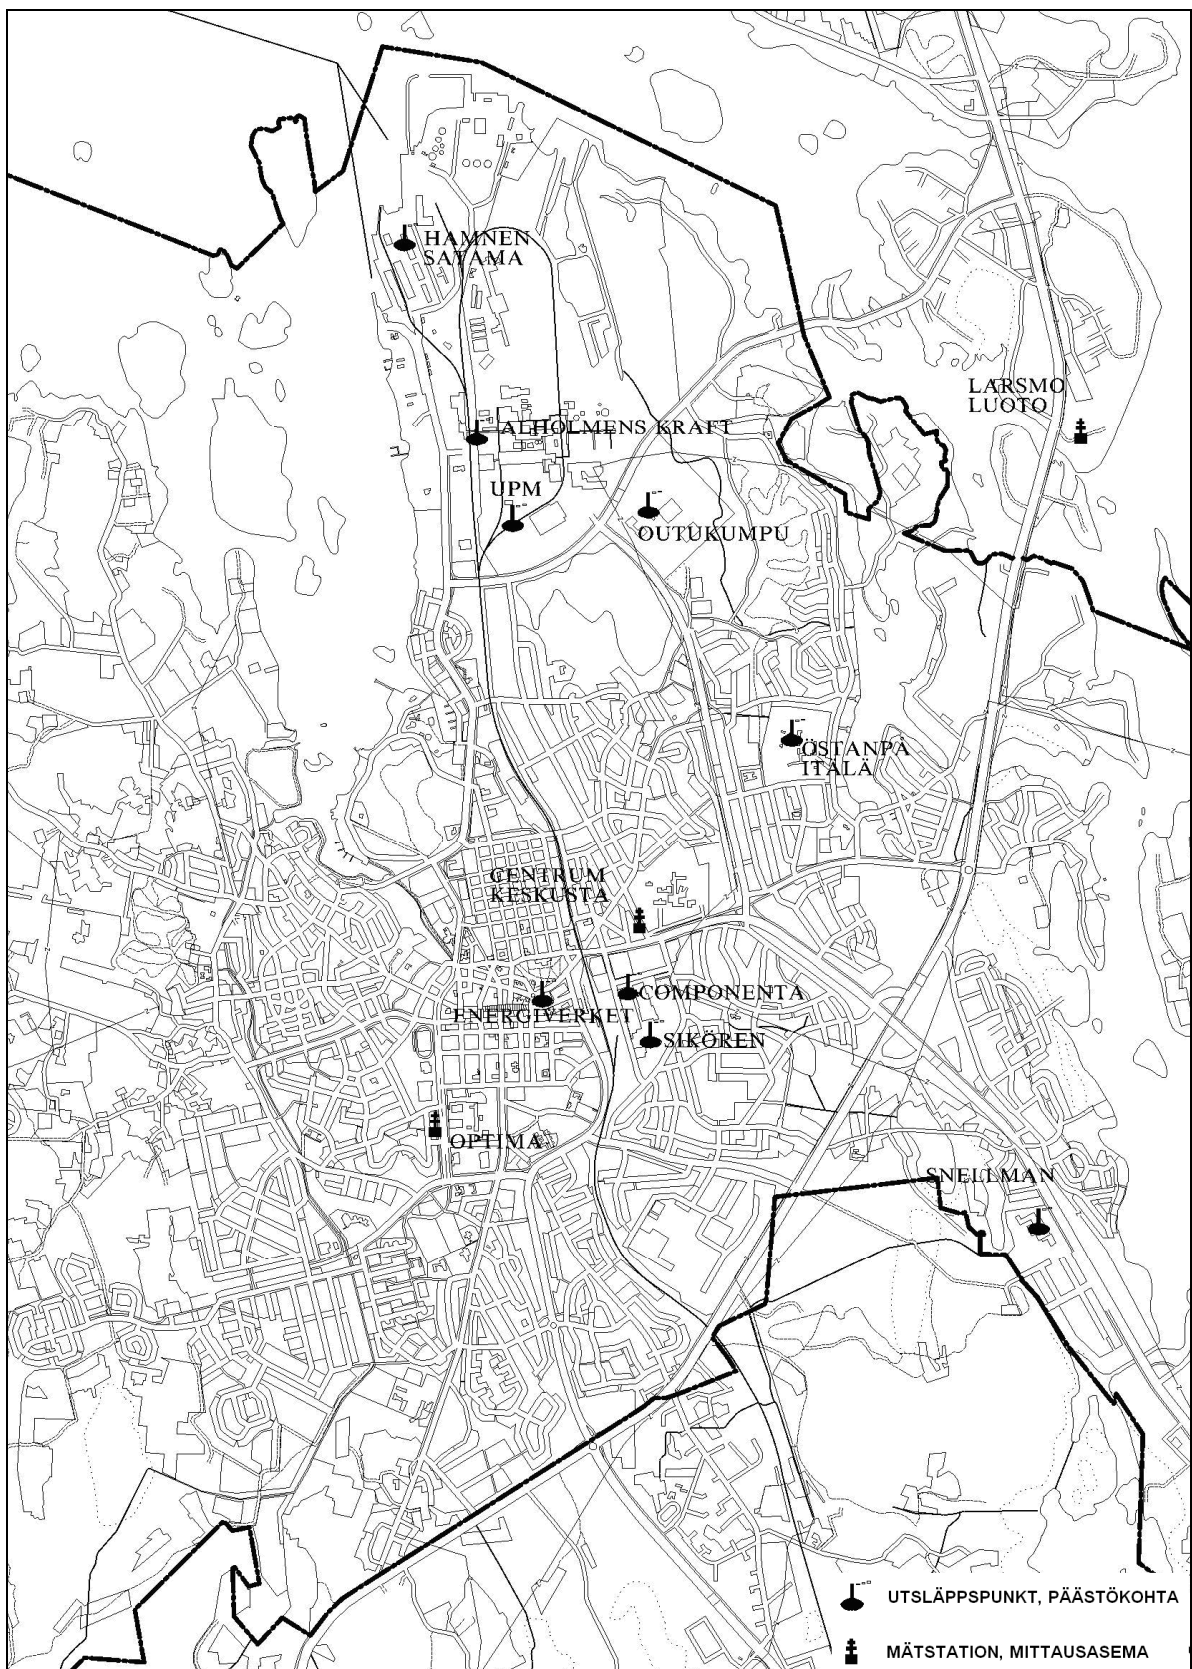 HAMNEN
SATAMA
LARSMO
LUOTO
ALHOLMENS KRAFT
UPM
OUTUKUMPU
ÖSTANPÅ
ITÄLÄ
CENTRUM
KESKUSTA
COMPONENTA
ENERGIVERKET
SIKÖREN
OPTIMA
SNELLMAN
UTSLÄPPSPUNKT, PÄÄSTÖKOHTA
MÄTSTATION, MITTAUSASEMA